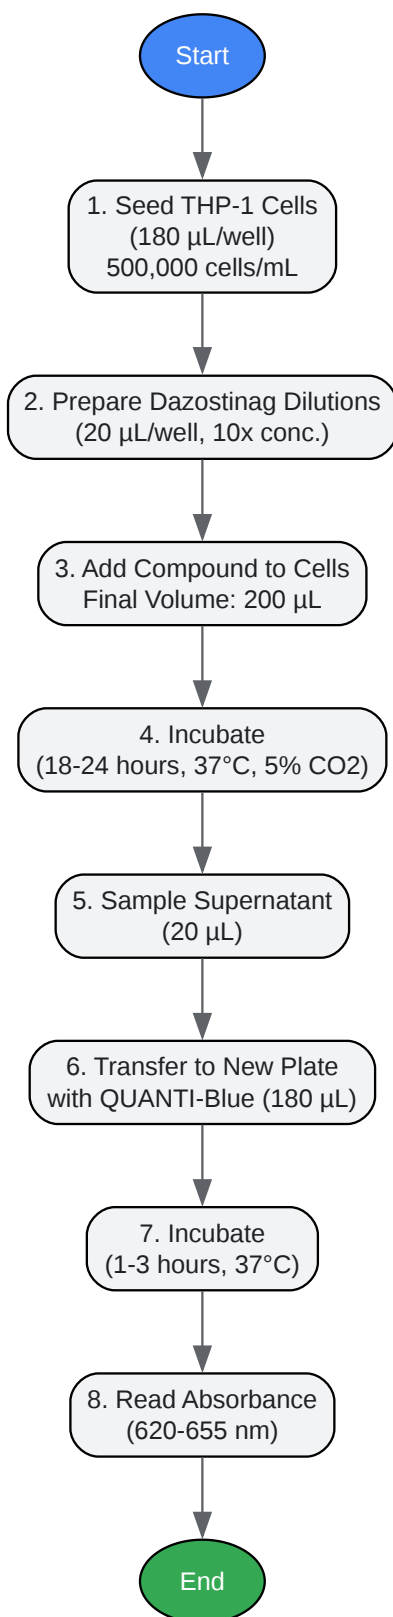 Start
1. Seed THP-1 Cells
(180 µL/well)
500,000 cells/mL
2. Prepare Dazostinag Dilutions
(20 µL/well, 10x conc.)
3. Add Compound to Cells
Final Volume: 200 µL
4. Incubate
(18-24 hours, 37°C, 5% CO2)
5. Sample Supernatant
(20 µL)
6. Transfer to New Plate
with QUANTI-Blue (180 µL)
7. Incubate
(1-3 hours, 37°C)
8. Read Absorbance
(620-655 nm)
End